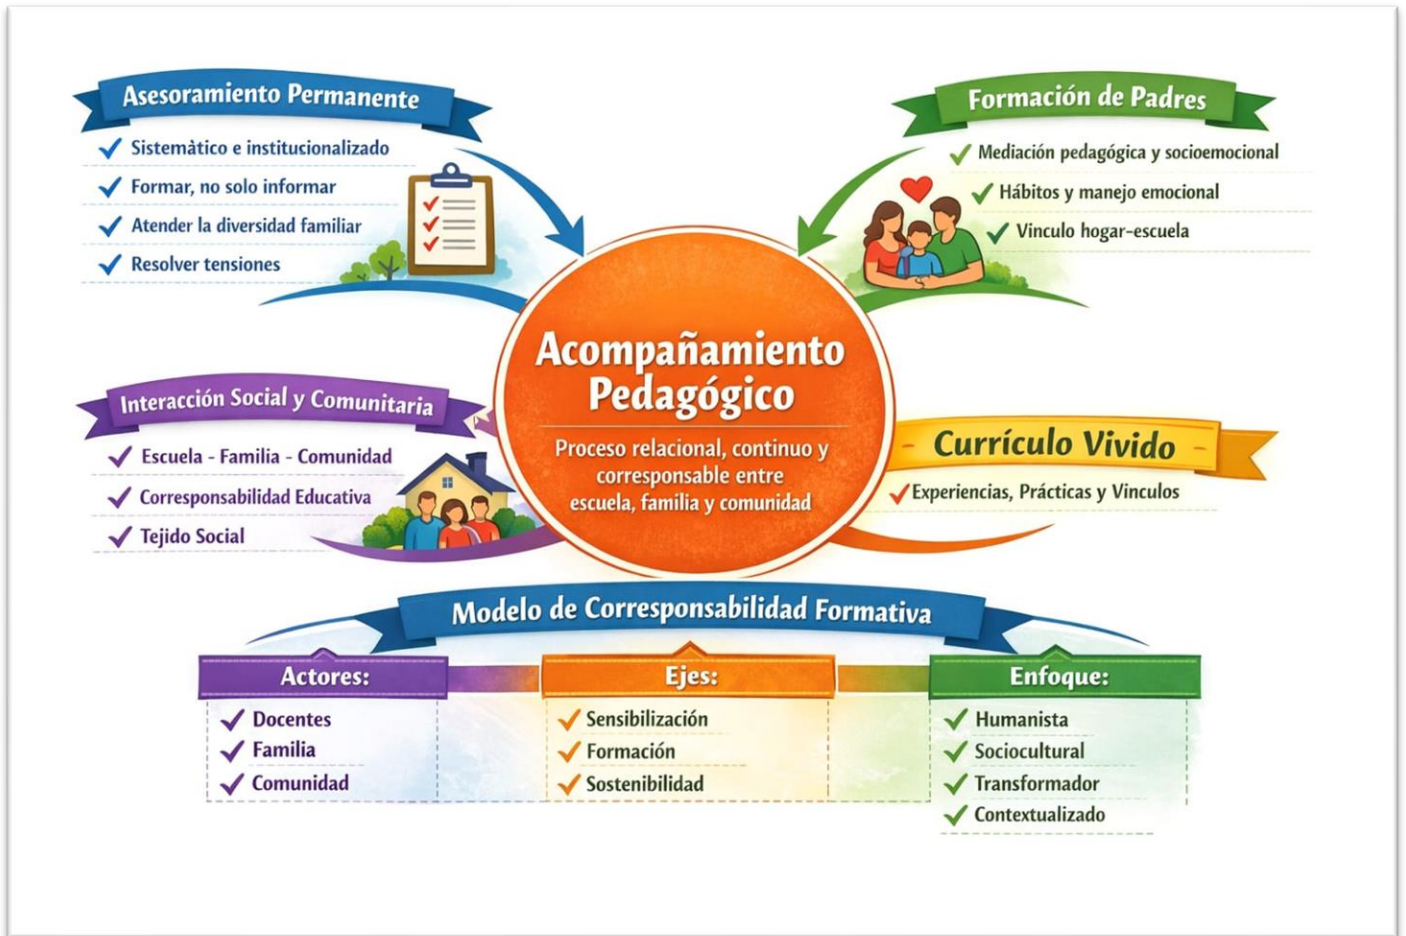 Asesoramiento Permanente
Sistemàtico e institucionalizado
Formar, no solo informar
Atender la diversidad familiar
Resolver tensiones
Formación de Padres
Mediación pedagógica y socioemocional
Hábitos y manejo emocional
Vinculo hogar-escuela
Acompañamiento
Pedagógico
Proceso relacional, continuo y
corresponsable entre
escuela, familia y comunidad
Interacción Social y Comunitaria
Escuela - Familia - Comunidad
Corresponsabilidad Educativa
Tejido Social
Currículo Vivido
Experiencias, Prácticas y Vinculos
Modelo de Corresponsabilidad Formativa
Actores:
Docentes
Familia
Comunidad
Ejes:
Sensibilización
Formación
Sostenibilidad
Enfoque:
Humanista
Sociocultural
Transformador
Contextualizado